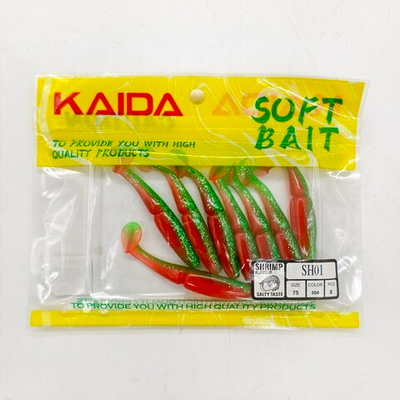 KAIDA
SOFT
BAIT
TO PROVIDE YOU WITH HIGH
QUALITY PRODUCTS
SHRIMP
SALTY TASTE
SH01
SIZE COLOR PCS
75 004
TO PROVIDE YOU WITH HIGH QUALITY PRODUCTS